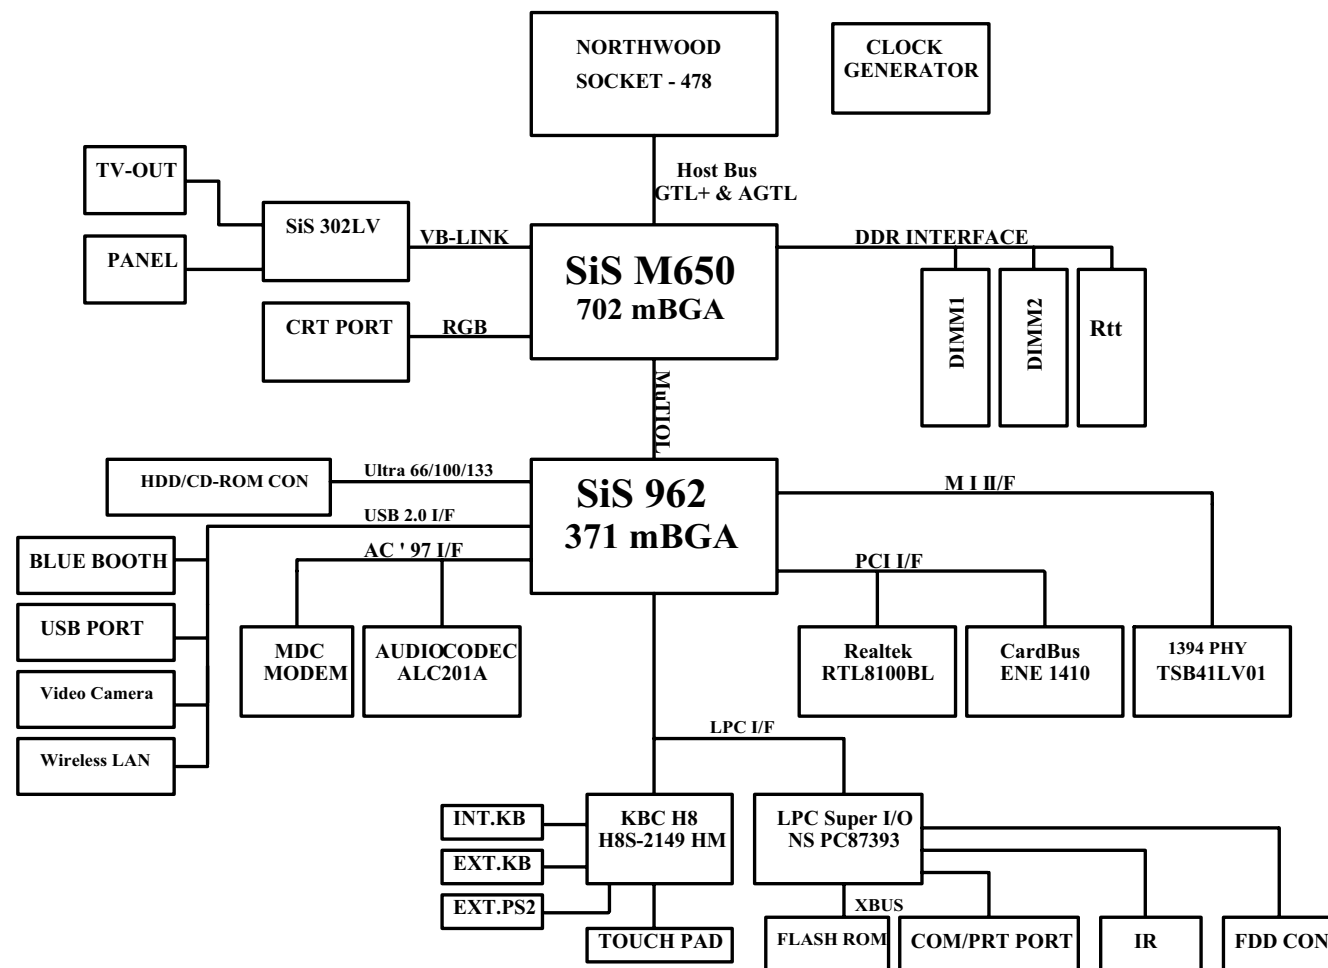 NORTHWOOD
SOCKET - 478
CLOCK
GENERATOR
TV-OUT
Host Bus
GTL+ & AGTL
SiS 302LV
VB-LINK
DDR INTERFACE
PANEL
SiS M650
702 mBGA
CRT PORT
RGB
DIMM1
DIMM2
Rtt
MuTIOL
HDD/CD-ROM CON
Ultra 66/100/133
SiS 962
371 mBGA
M I II/F
USB 2.0 I/F
AC ' 97 I/F
PCI I/F
BLUE BOOTH
USB PORT
Video Camera
Wireless LAN
MDC
MODEM
AUDIOCODEC
ALC201A
Realtek
RTL8100BL
CardBus
ENE 1410
1394 PHY
TSB41LV01
LPC I/F
INT.KB
EXT.KB
EXT.PS2
KBC H8
H8S-2149 HM
LPC Super I/O
NS PC87393
XBUS
TOUCH PAD
FLASH ROM
COM/PRT PORT
IR
FDD CON